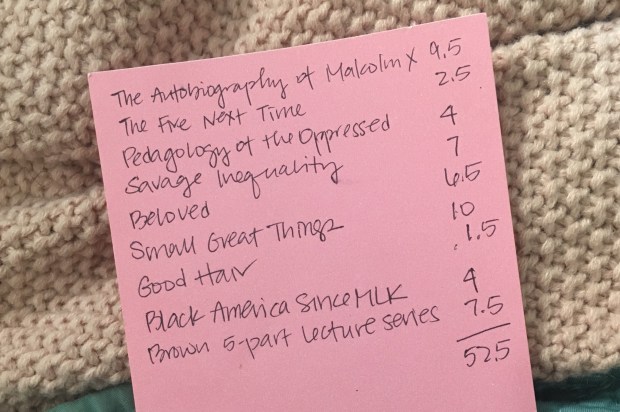 The Autobiography of Malcolm X 9.5
The Fire Next Time 2.5
Pedagology of the Oppressed 4
Savage Inequality 7
Beloved 6.5
Small Great Things 10
Good Hair 1.5
Black America Since MLK 4
Brown 5-part lecture series 7.5
52.5